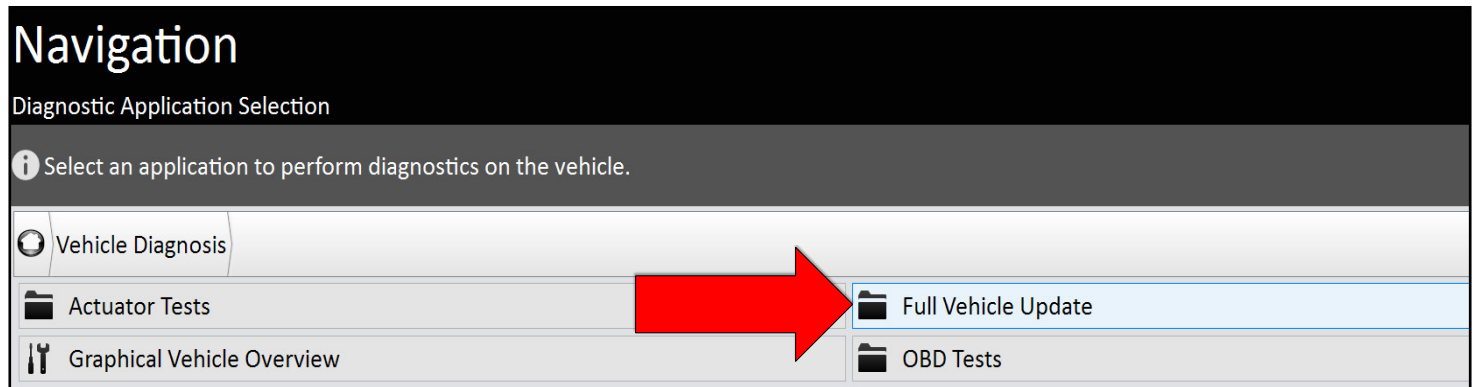 Navigation
Diagnostic Application Selection
Select an application to perform diagnostics on the vehicle.
Vehicle Diagnosis
Actuator Tests
Full Vehicle Update
Graphical Vehicle Overview
OBD Tests